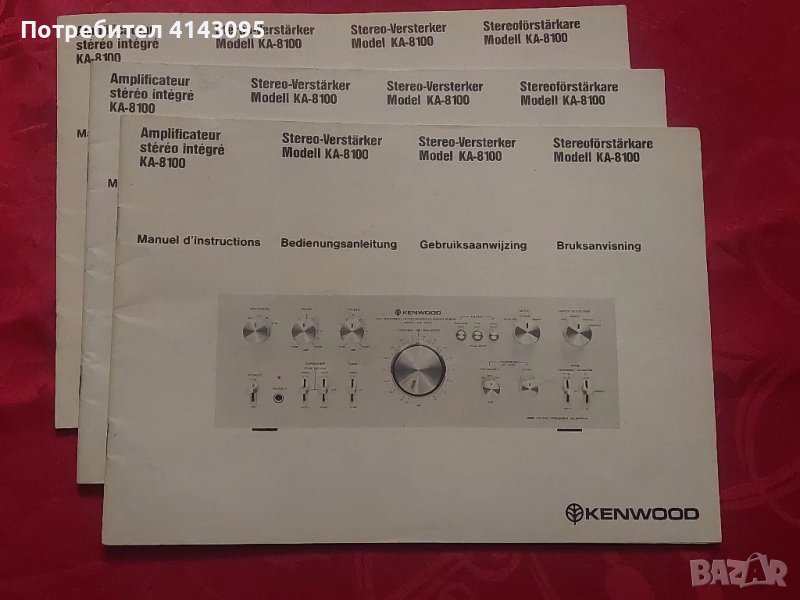 Потребител 4143095
Amplificateur
stéréo intégré
KA-8100
Stereo-Verstärker
Modell KA-8100
Stereo-Versterker
Model KA-8100
Stereoförstärkare
Modell KA-8100
Amplificateur
stéréo intégré
KA-8100
Stereo-Verstärker
Modell KA-8100
Stereo-Versterker
Model KA-8100
Stereoförstärkare
Modell KA-8100
Amplificateur
stéréo intégré
KA-8100
Stereo-Verstärker
Modell KA-8100
Stereo-Versterker
Model KA-8100
Stereoförstärkare
Modell KA-8100
Ma
M
Manuel d'instructions
Bedienungsanleitung
Gebruiksaanwijzing
Bruksanvisning
KENWOOD
KENWOOD
BAZAR